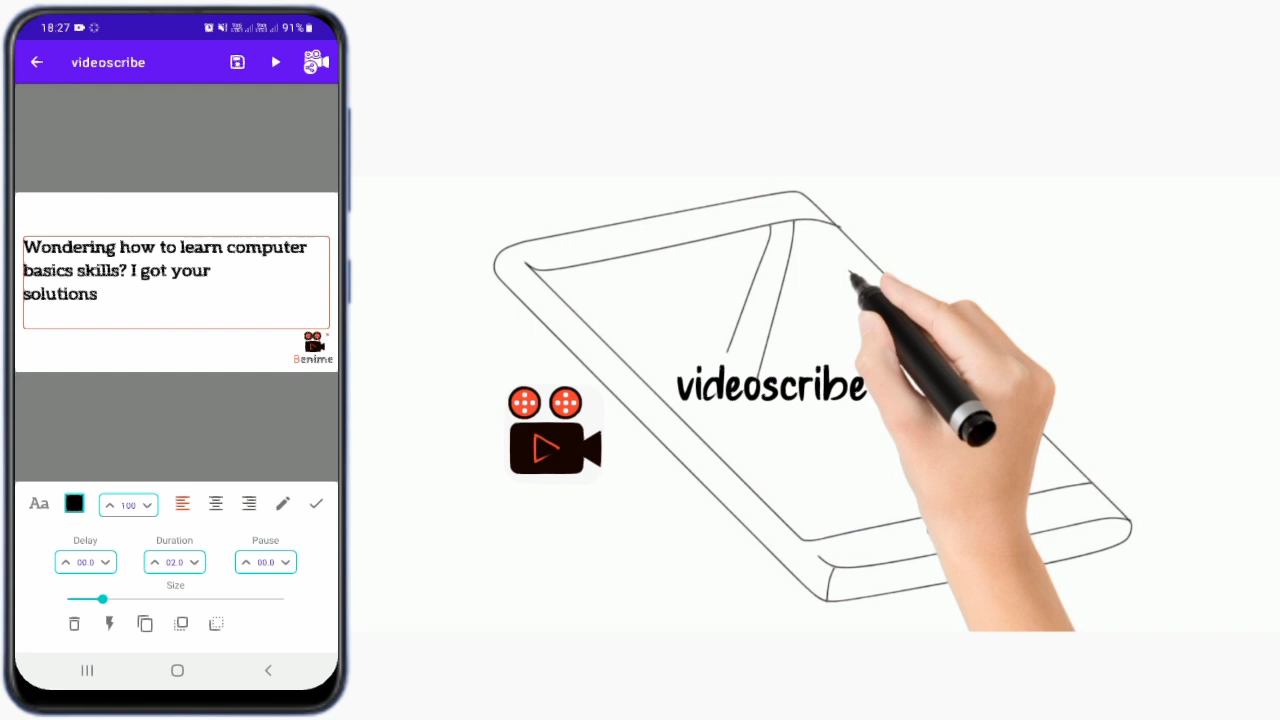 18:27
91%
videoscribe
Wondering how to learn computer
basics skills? I got your
solutions
Benime
Aa
100
Delay
Duration
Pause
00.0
02.0
00.0
Size
videoscribe